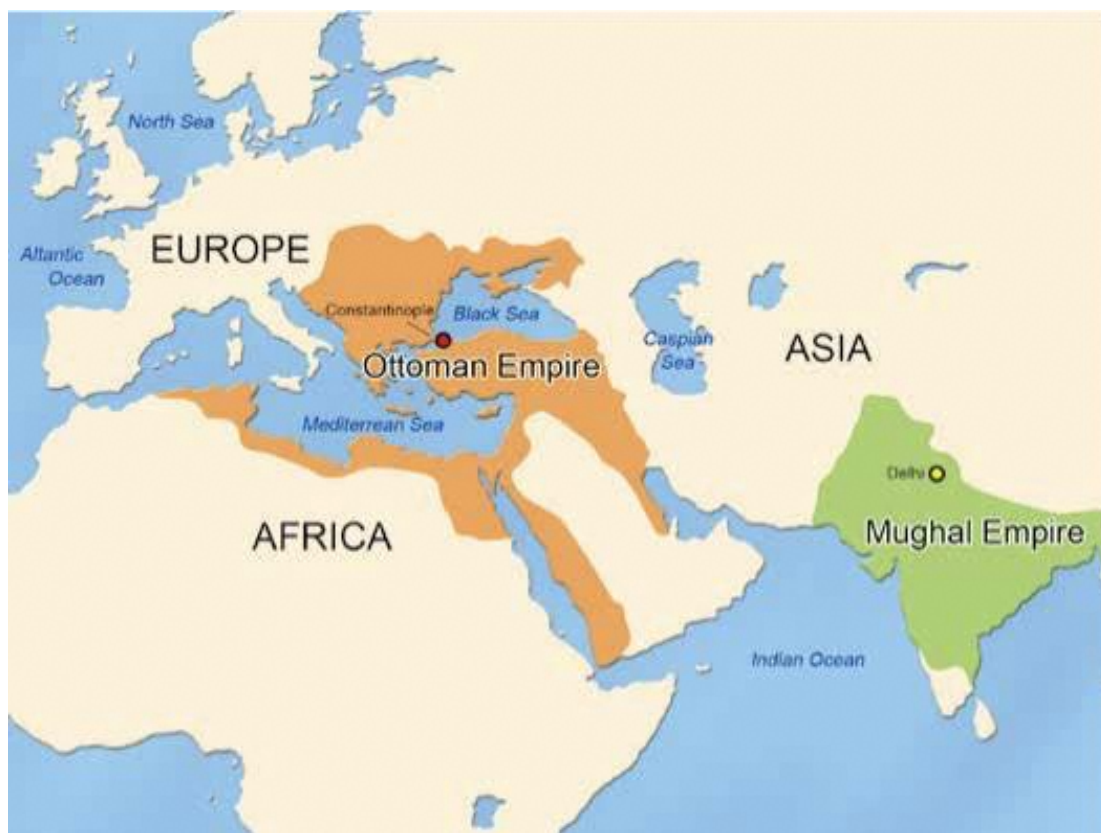 North Sea
EUROPE
Altantic
Ocean
Constantinople
Black Sea
Caspian
Sea
ASIA
Ottoman Empire
Mediterrean Sea
Delhi
Mughal Empire
AFRICA
Indian Ocean